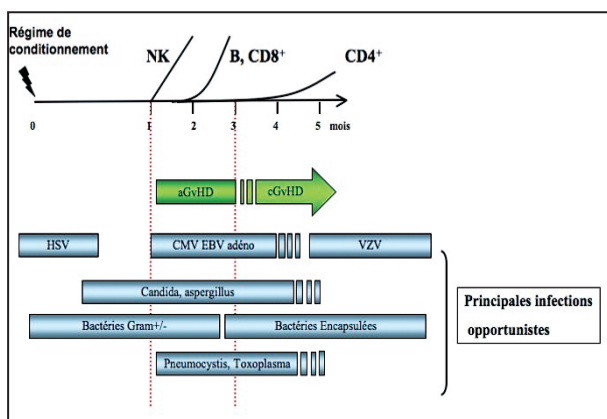 Régime de
conditionnement
NK
B, CD8+
CD4+
0
1
2
3
4
5
mois
aGvHD
cGvHD
HSV
CMV EBV adéno
VZV
Candida, aspergillus
Principales infections
opportunistes
Bactéries Gram+/-
Bactéries Encapsulées
Pneumocystis, Toxoplasma